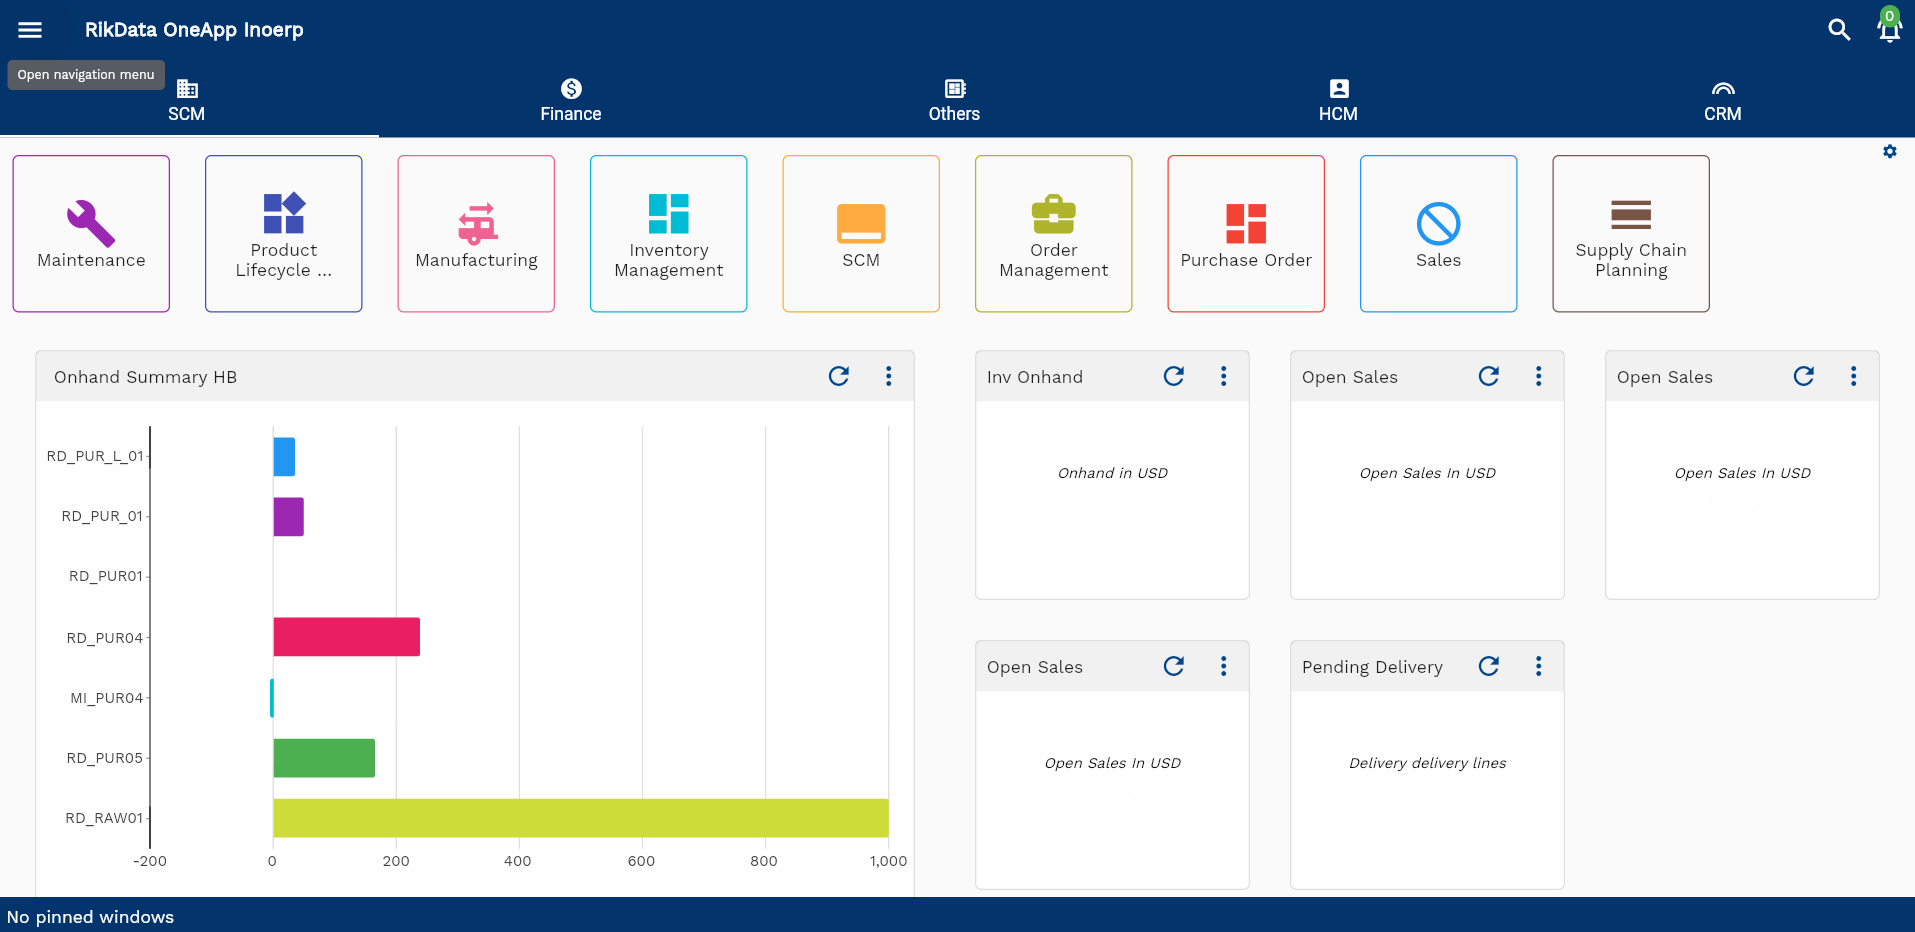 RikData OneApp Inoerp
0
Open navigation menu
SCM
Finance
Others
HCM
CRM
Maintenance
Product
Lifecycle ...
Manufacturing
Inventory
Management
SCM
Order
Management
Purchase Order
Sales
Supply Chain
Planning
Onhand Summary HB
RD_PUR_L_01
RD_PUR_01
RD_PUR01
RD_PUR04
MI_PUR04
RD_PUR05
RD_RAW01
-200
0
200
400
600
800
1,000
Inv Onhand
Onhand in USD
Open Sales
Open Sales In USD
Open Sales
Open Sales In USD
Open Sales
Open Sales In USD
Pending Delivery
Delivery delivery lines
No pinned windows